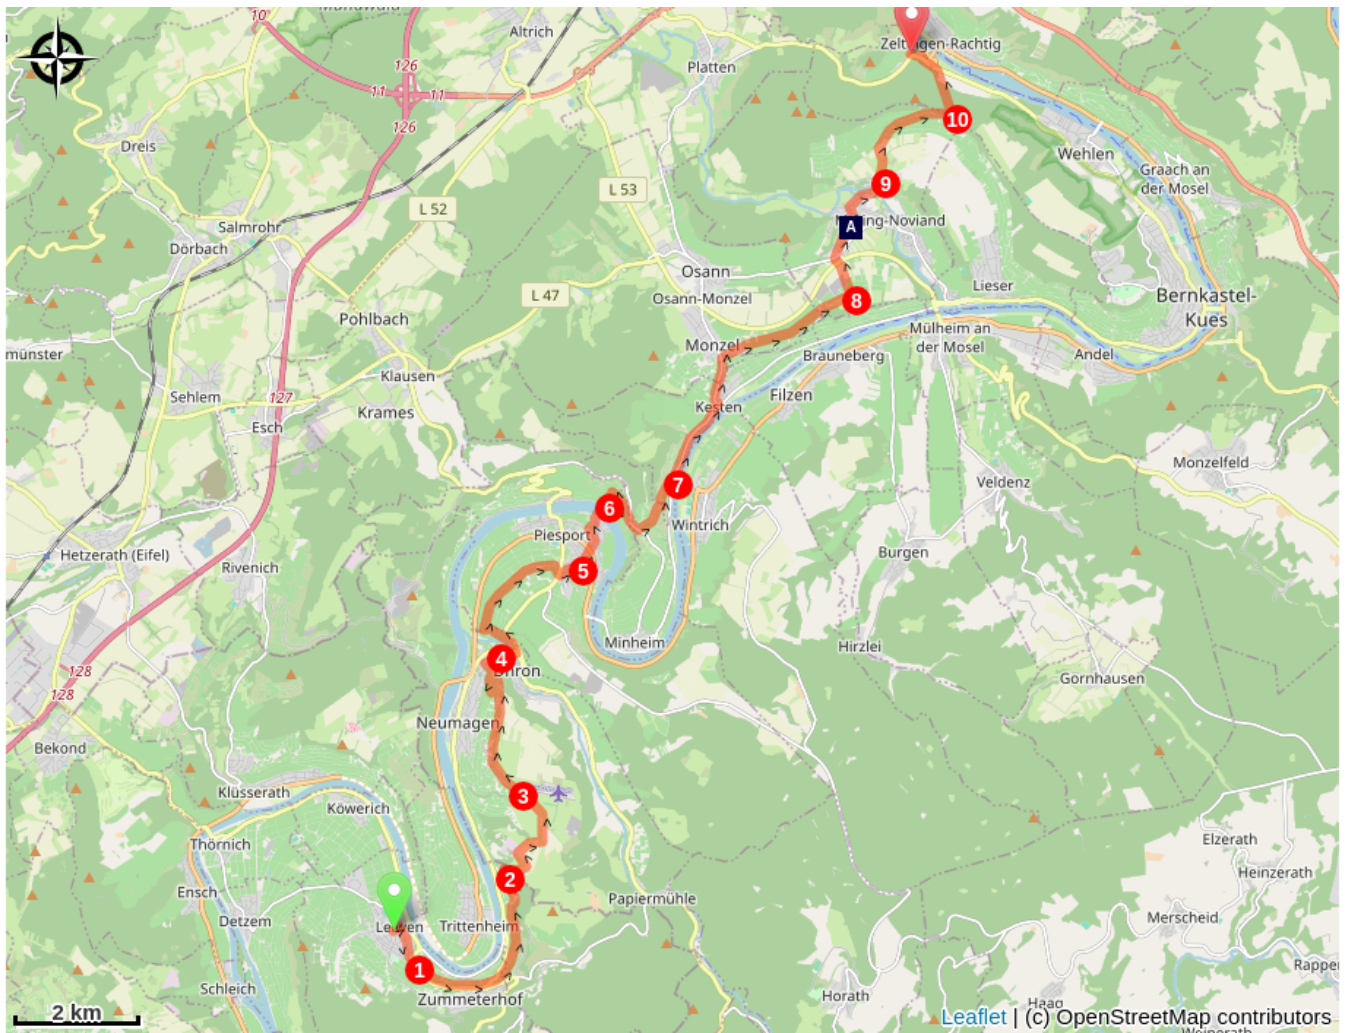 10
Altrich
Zeltingen-Rachtig
Platten
126
11
11
126
10
Dreis
Wehlen
Graach an
der Mosel
L 53
9
L 52
Salmrohr
A
Maring-Noviand
Dörbach
Osann
L 47
Osann-Monzel
8
Lieser
Bernkastel-
Kues
Pohlbach
Mülheim an
der Mosel
Monzel
Brauneberg
Andel
münster
Klausen
Sehlem
127
Krames
Kesten
Filzen
Esch
Monzelfeld
7
Veldenz
6
Piesport
Wintrich
Hetzerath (Eifel)
Rivenich
5
Burgen
Minheim
Hirzlei
4
Dhron
128
128
Gornhausen
Neumagen
Bekond
Klüsserath
3
Köwerich
Thörnich
Elzerath
Heinzerath
2
Ensch
Papiermühle
Detzem
Leiwen
Trittenheim
Merscheid
1
Rapper
Schleich
Zummeterhof
Horath
Haag
2 km
Leaflet | (c) OpenStreetMap contributors